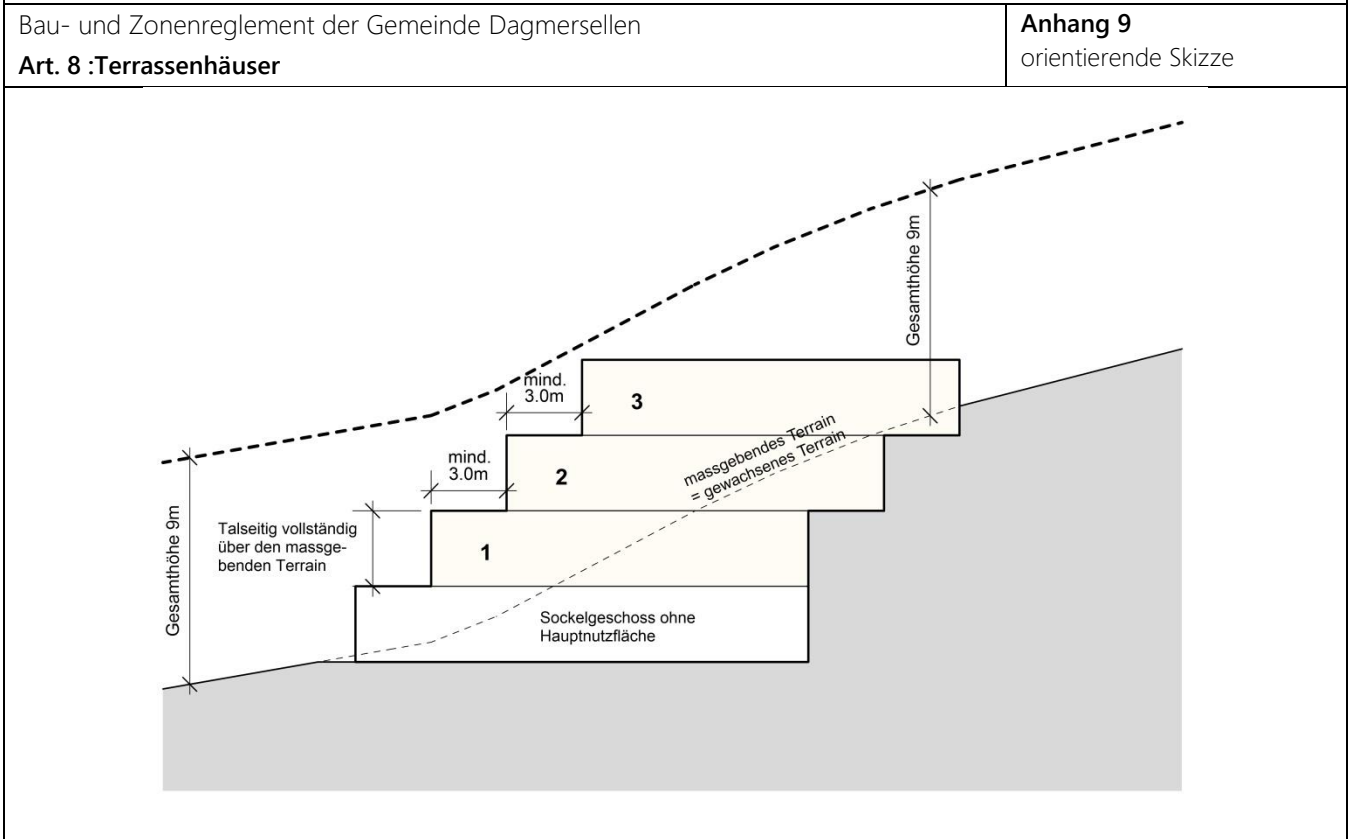 Bau- und Zonenreglement der Gemeinde Dagmersellen
Art. 8 :Terrassenhäuser
Anhang 9
orientierende Skizze
Gesamthöhe 9m
mind.
3.0m
3
massgebendes Terrain
= gewachsenes Terrain
mind.
3.0m
2
Gesamthöhe 9m
Talseitig vollständig
über den massge-
benden Terrain
1
Sockelgeschoss ohne
Hauptnutzfläche